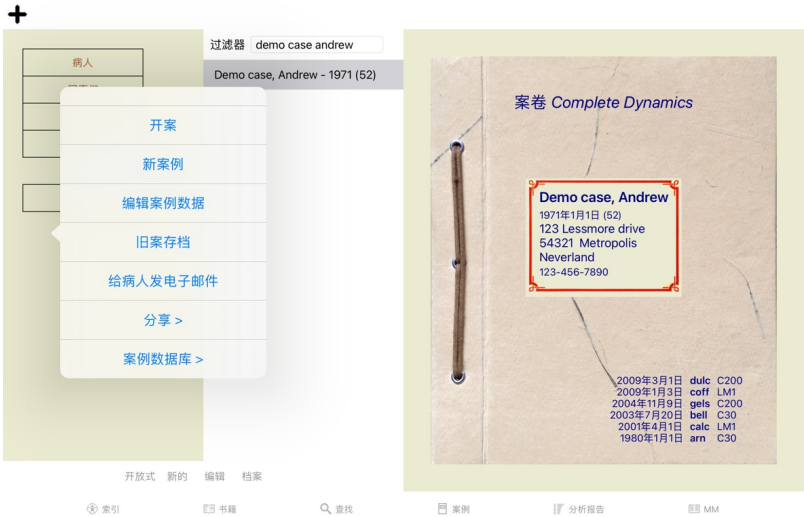 过滤器 demo case andrew
Demo case, Andrew - 1971 (52)
病人
开案
新案例
编辑案例数据
旧案存档
给病人发电子邮件
分享 >
案例数据库 >
开放式 新的 编辑 档案
案卷 Complete Dynamics
Demo case, Andrew
1971年1月1日 (52)
123 Lessmore drive
54321 Metropolis
Neverland
123-456-7890
2009年3月1日 dulc C200
2009年1月3日 coff LM1
2004年11月9日 gels C200
2003年7月20日 bell C30
2001年4月1日 calc LM1
1980年1月1日 arn C30
索引 书籍 查找 案例 分析报告 MM